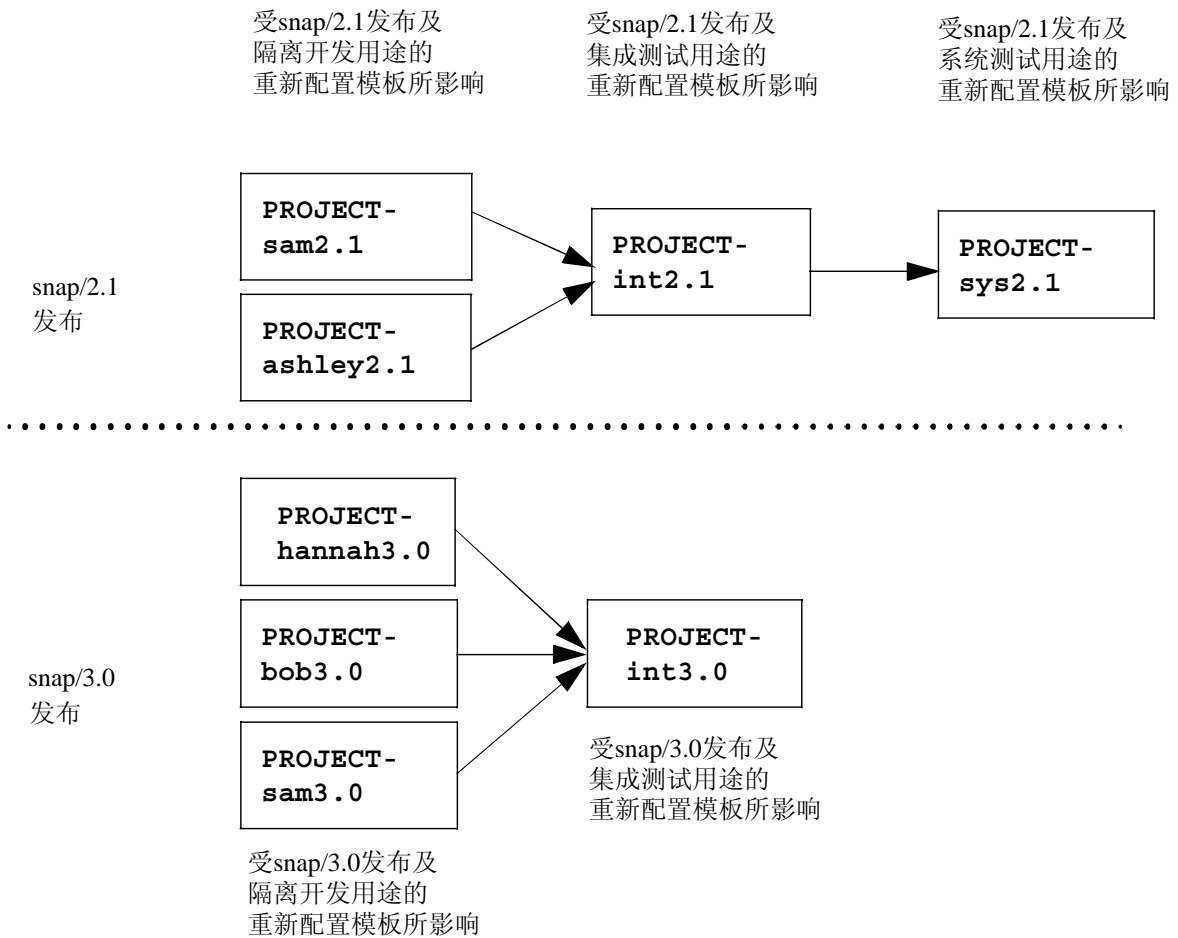 受snap/2.1发布及
隔离开发用途的
重新配置模板所影响
受snap/2.1发布及
集成测试用途的
重新配置模板所影响
受snap/2.1发布及
系统测试用途的
重新配置模板所影响
snap/2.1
发布
PROJECT-
sam2.1
PROJECT-
ashley2.1
PROJECT-
int2.1
PROJECT-
sys2.1
snap/3.0
发布
PROJECT-
hannah3.0
PROJECT-
bob3.0
PROJECT-
sam3.0
PROJECT-
int3.0
受snap/3.0发布及
集成测试用途的
重新配置模板所影响
受snap/3.0发布及
隔离开发用途的
重新配置模板所影响